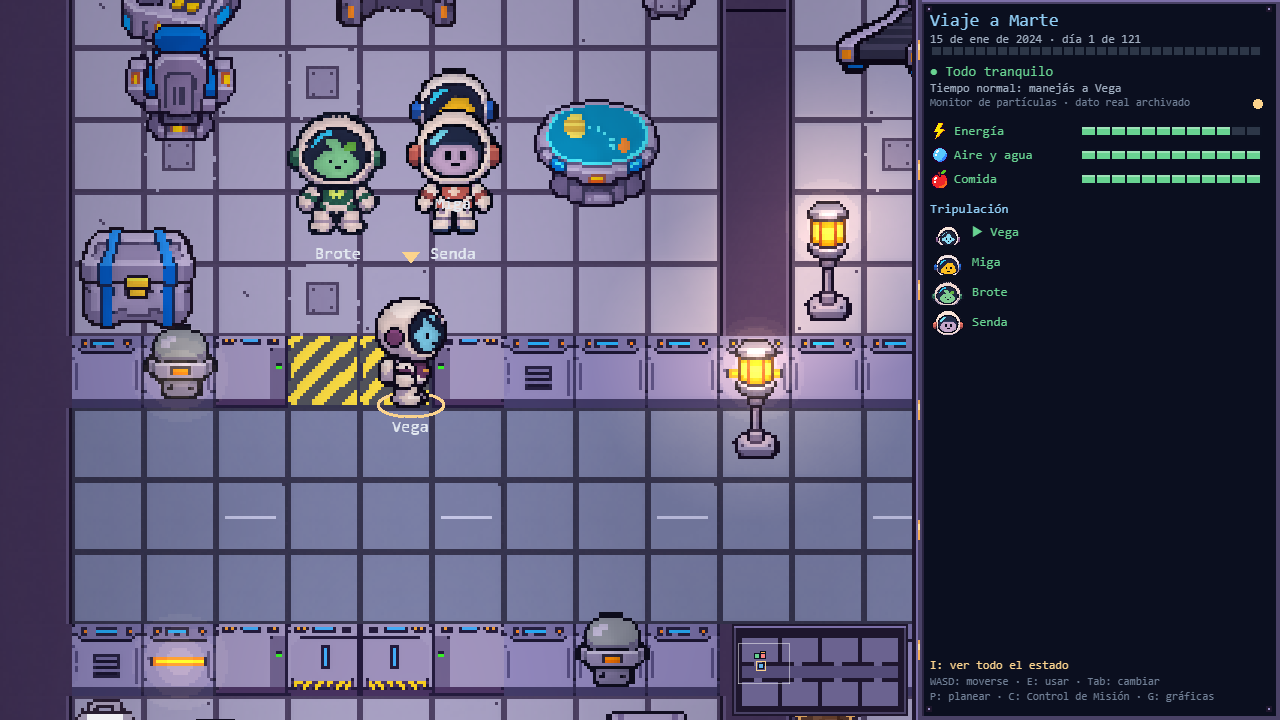 Viaje a Marte
15 de ene de 2024 · día 1 de 121
● Todo tranquilo
Tiempo normal: manejás a Vega
Monitor de partículas · dato real archivado
Energía
Aire y agua
Comida
Tripulación
▶ Vega
Miga
Brote
Senda
Miga
Brote
Senda
Vega
I: ver todo el estado
WASD: moverse · E: usar · Tab: cambiar
P: planear · C: Control de Misión · G: gráficas